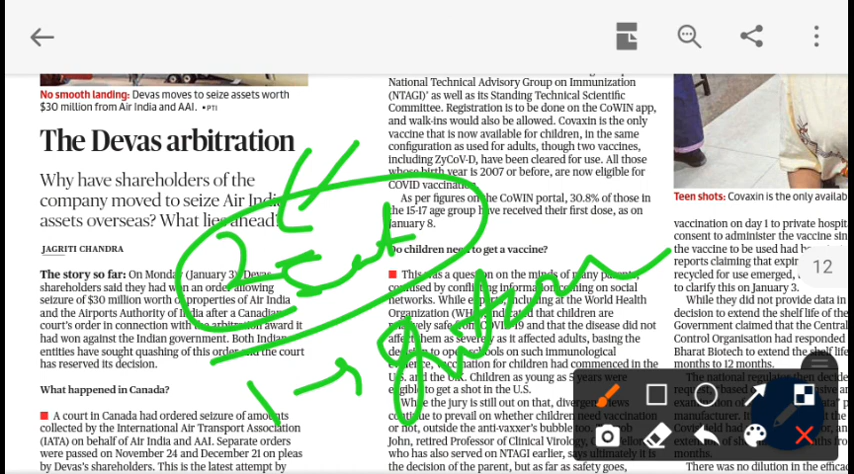 No smooth landing: Devas moves to seize assets worth
$30 million from Air India and AAI. •PTI
The Devas arbitration
Why have shareholders of the
company moved to seize Air India
assets overseas? What lies ahead?
JAGRITI CHANDRA
The story so far: On Monday (January 3), Devas
shareholders said they had won an order allowing
seizure of $30 million worth of properties of Air India
and the Airports Authority of India after a Canadian
court's order in connection with the arbitration award it
had won against the Indian government. Both Indian
entities have sought quashing of this order and the court
has reserved its decision.
What happened in Canada?
A court in Canada had ordered seizure of amounts
collected by the International Air Transport Association
(IATA) on behalf of Air India and AAI. Separate orders
were passed on November 24 and December 21 on pleas
by Devas's shareholders. This is the latest attempt by
National Technical Advisory Group on Immunization
(NTAGI)' as well as its Standing Technical Scientific
Committee. Registration is to be done on the CoWIN app,
and walk-ins would also be allowed. Covaxin is the only
vaccine that is now available for children, in the same
configuration as used for adults, though two vaccines,
including ZyCoV-D, have been cleared for use. All those
whose birth year is 2007 or before, are now eligible for
COVID vaccination.
As per figures on the CoWIN portal, 30.8% of those in
the 15-17 age group have received their first dose, as on
January 8.
Do children need to get a vaccine?
This was a question on the minds of many parents,
confused by conflicting information coming on social
networks. While experts, including at the World Health
Organization (WHO) indicated that children are
relatively safe from COVID-19 and that the disease did not
affect them as severely as it affected adults, basing the
decision to open schools on such immunological
evidence, vaccination for children had commenced in the
U.S. and the U.K. Children as young as 5 years were
eligible to get a shot in the U.S.
While the jury is still out on that, divergent views
continue to prevail on whether children need vaccination
or not, outside the anti-vaxxer's bubble too.
John, retired Professor of Clinical Virology,
who has also served on NTAGI earlier, says ultimately it is
the decision of the parent, but as far as safety goes,
Teen shots: Covaxin is the only availab
vaccination on day 1 to private hospit
consent to administer the vaccine sin
the vaccine to be used had
reports claiming that expir
recycled for use emerged,
to clarify this on January 3.
While they did not provide data in
decision to extend the shelf life of the
Government claimed that the Central
Control Organisation had responded
Bharat Biotech to extend the shelf life
months to 12 months.
The national regulator then decide
months.
There was no dilution in the effica
12
2